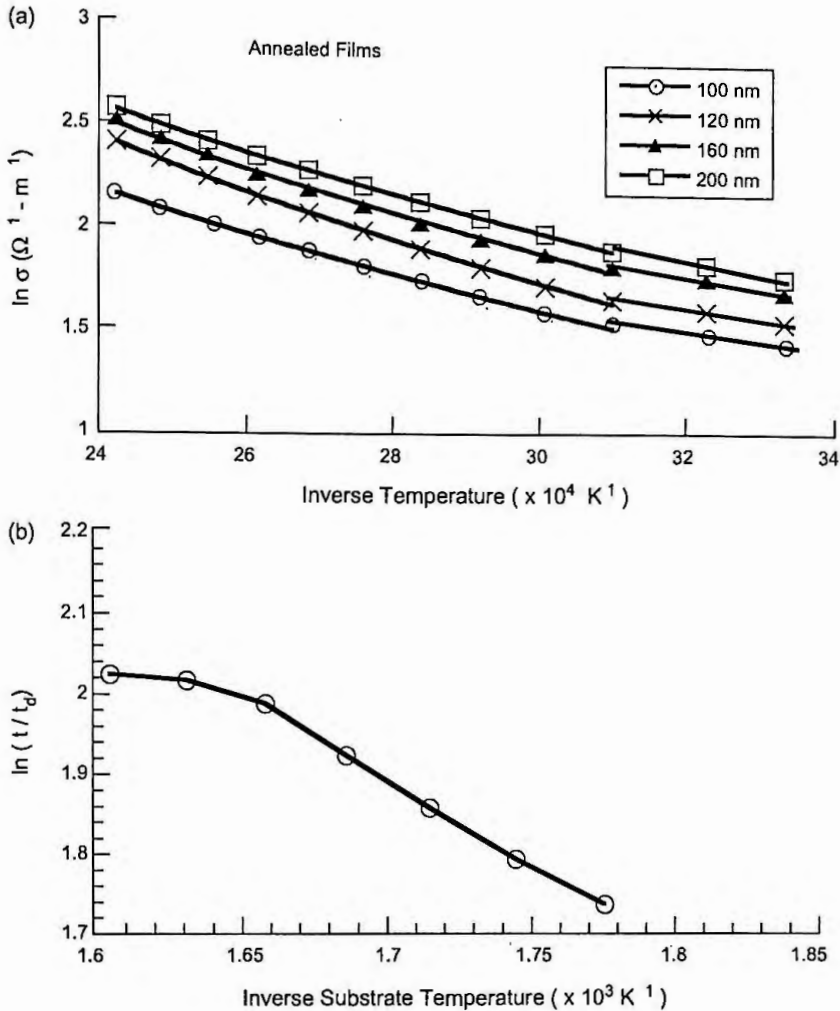 (a)
3
2.5
2
1.5
1
ln σ (Ω⁻¹ - m⁻¹)
Annealed Films
100 nm
120 nm
160 nm
200 nm
24 26 28 30 32 34
Inverse Temperature ( x 10⁴ K¹)
(b)
2.2
2.1
2
1.9
1.8
1.7
ln ( t / t_d)
1.6 1.65 1.7 1.75 1.8 1.85
Inverse Substrate Temperature ( x 10³ K¹)